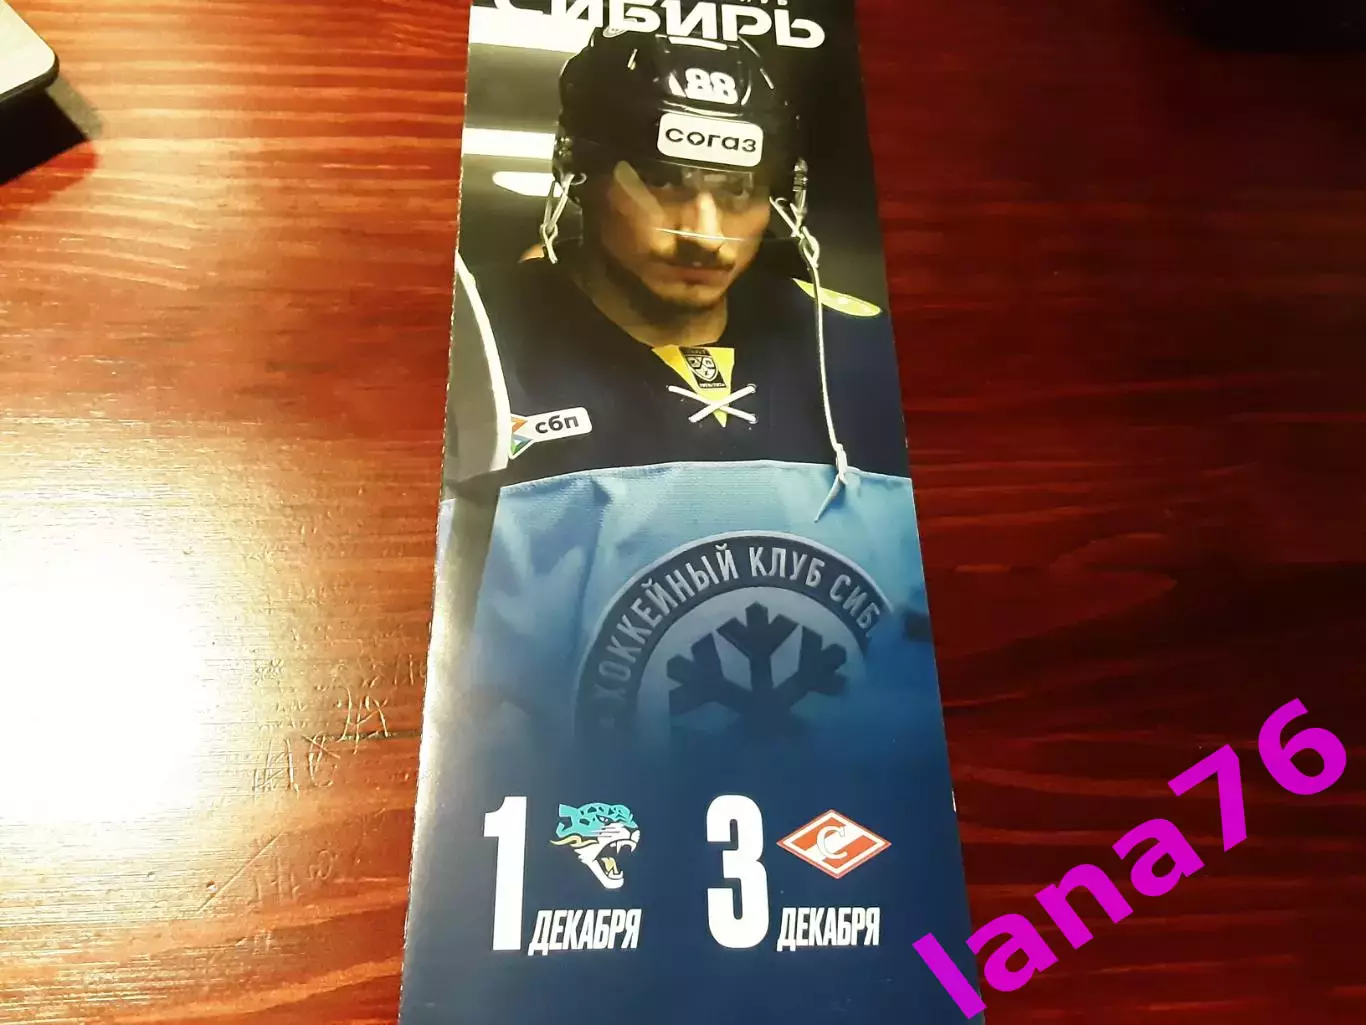 СИБИРЬ
88
согаз
сбп
ХОККЕЙНЫЙ КЛУБ СИБ
1 ДЕКАБРЯ
С
3 ДЕКАБРЯ
lana76